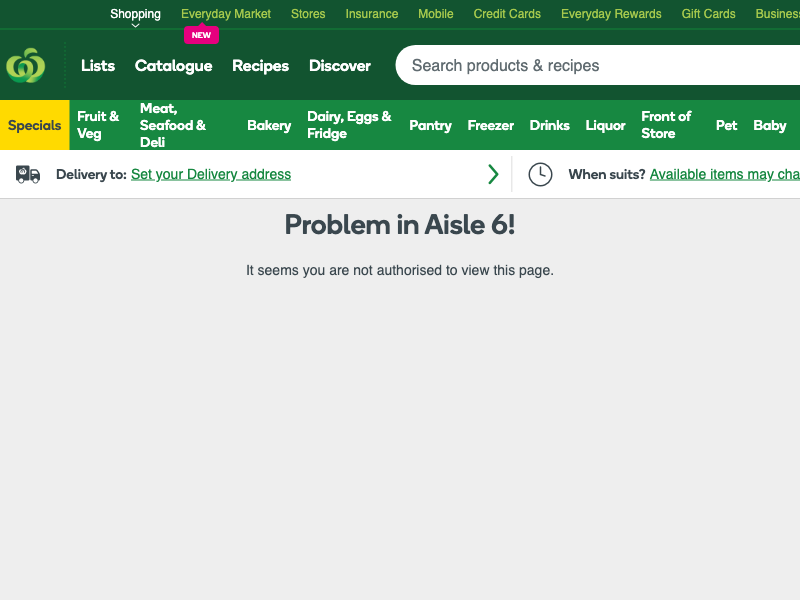 Shopping Everyday Market Stores Insurance Mobile Credit Cards Everyday Rewards Gift Cards Business
NEW
Lists Catalogue Recipes Discover Search products & recipes
Specials Fruit & Veg Meat, Seafood & Deli Bakery Dairy, Eggs & Fridge Pantry Freezer Drinks Liquor Front of Store Pet Baby
Delivery to: Set your Delivery address When suits? Available items may cha
Problem in Aisle 6!
It seems you are not authorised to view this page.